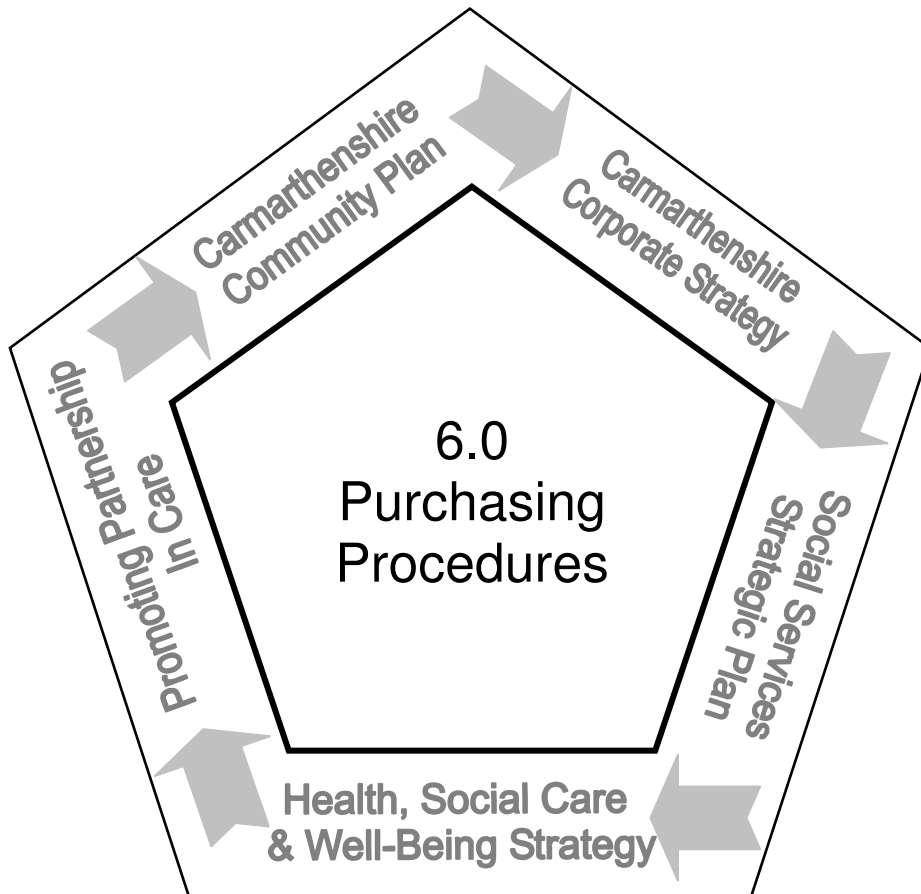 Carmarthenshire
Community Plan
Carmarthenshire
Corporate Strategy
Social Services
Strategic Plan
Health, Social Care
& Well-Being Strategy
Promoting Partnership
In Care
6.0
Purchasing
Procedures